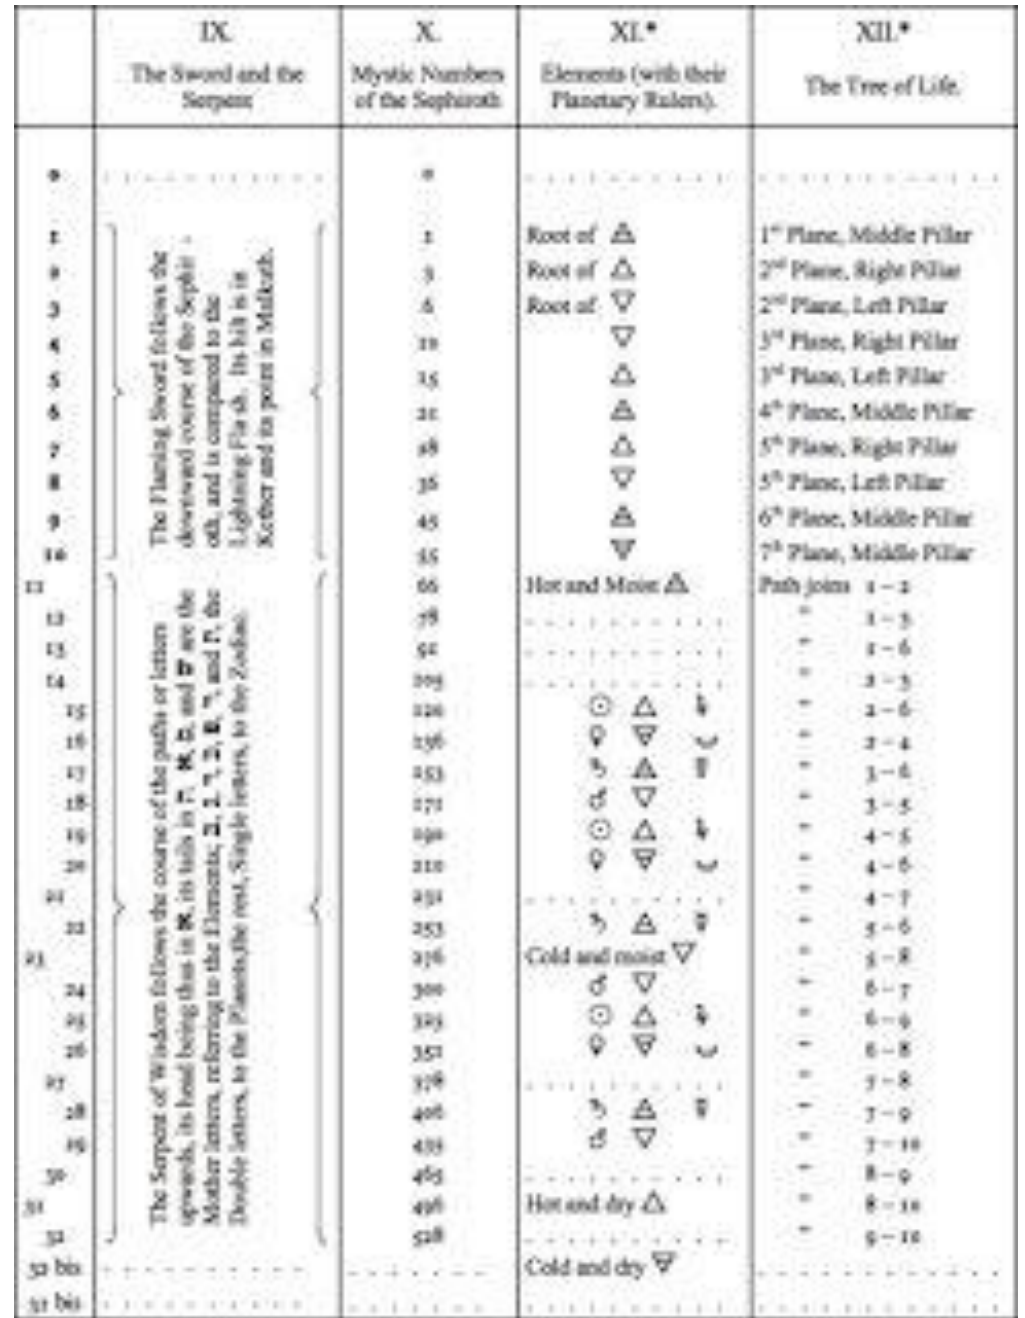 IX. X. XI.* XII.*
The Sword and the Serpent
Mystic Numbers of the Sephiroth
Elements (with their Planetary Rulers).
The Tree of Life.
0 0
1 1 Root of 🜁 1st Plane, Middle Pillar
2 3 Root of △ 2nd Plane, Right Pillar
3 6 Root of ▽ 2nd Plane, Left Pillar
4 10 ▽ 3rd Plane, Right Pillar
5 15 △ 3rd Plane, Left Pillar
6 21 🜁 4th Plane, Middle Pillar
7 28 △ 5th Plane, Right Pillar
8 36 ▽ 5th Plane, Left Pillar
9 45 🜁 6th Plane, Middle Pillar
10 55 🜃 7th Plane, Middle Pillar
The Flaming Sword follows the
downward course of the Sephir-
oth, and is compared to the
Lightning Flash. Its hilt is in
Kether and its point in Malkuth.
11 66 Hot and Moist 🜁 Path joins 1 – 2
12 78 " 1 – 3
13 91 " 1 – 6
14 105 " 2 – 3
15 120 ☉ △ ♃ " 2 – 6
16 136 ♀ 🜃 ☽ " 2 – 4
17 153 ♄ 🜁 ☿ " 3 – 6
18 171 ♂ ▽ " 3 – 5
19 190 ☉ △ ♃ " 4 – 5
20 210 ♀ 🜃 ☽ " 4 – 6
21 231 " 4 – 7
22 253 ♄ 🜁 ☿ " 5 – 6
23 276 Cold and moist ▽ " 5 – 8
24 300 ♂ ▽ " 6 – 7
25 325 ☉ △ ♃ " 6 – 9
26 351 ♀ 🜃 ☽ " 6 – 8
27 378 " 7 – 8
28 406 ♄ 🜁 ☿ " 7 – 9
29 435 ♂ ▽ " 7 – 10
30 465 " 8 – 9
31 496 Hot and dry △ " 8 – 10
32 528 " 9 – 10
The Serpent of Wisdom follows the course of the paths or letters
upwards, its head being thus in א, its tails in ת. א, מ, and ש are the
Mother letters, referring to the Elements; ב, ג, ד, כ, פ, ר, and ת, the
Double letters, to the Planets, the rest, Single letters, to the Zodiac.
32 bis Cold and dry 🜃
31 bis